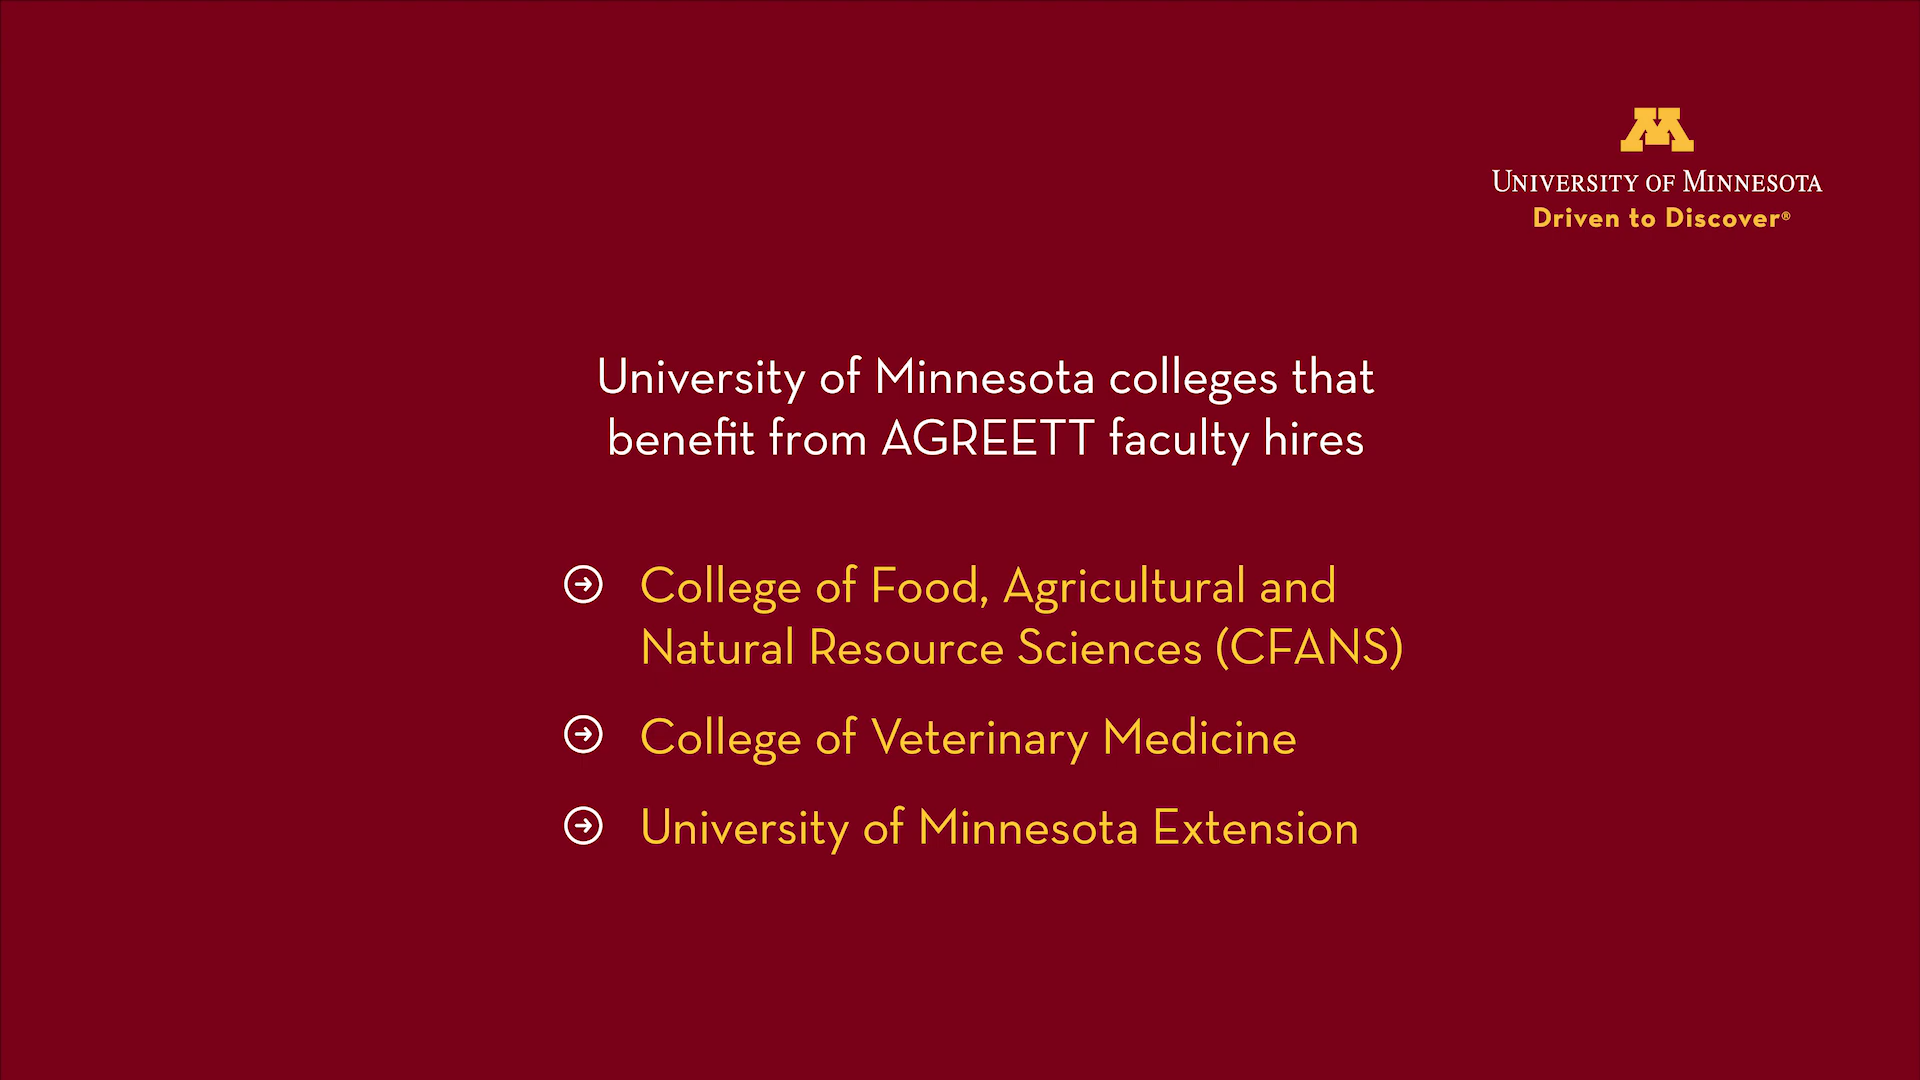 M
University of Minnesota
Driven to Discover®
University of Minnesota colleges that
benefit from AGREETT faculty hires
College of Food, Agricultural and
Natural Resource Sciences (CFANS)
College of Veterinary Medicine
University of Minnesota Extension